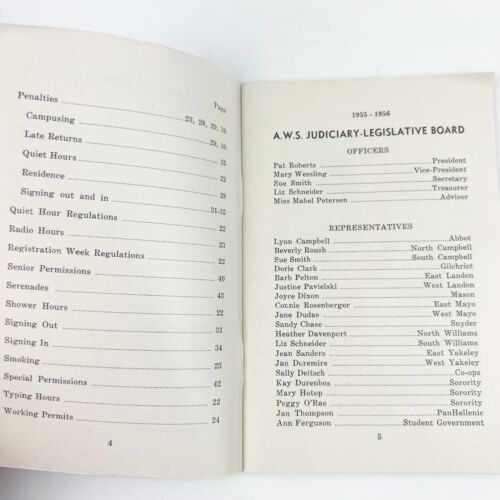 Page
Penalties 23, 28, 29, 30
Campusing 29, 30
Late Returns
Quiet Hours 25
Residence 28
Signing out and in 31-35
Quiet Hour Regulations 22
Radio Hours 23
Registration Week Regulations 22
Senior Permissions 40
Serenades 43
Shower Hours 22
Signing Out 31
Signing In 34
Smoking 23
Special Permissions 42
Typing Hours 22
Working Permits 24
4
1955 - 1956
A.W.S. JUDICIARY-LEGISLATIVE BOARD
OFFICERS
Pat Roberts President
Mary Wessling Vice-President
Sue Smith Secretary
Liz Schneider Treasurer
Miss Mabel Petersen Advisor
REPRESENTATIVES
Lynn Campbell Abbot
Beverly Roush North Campbell
Sue Smith South Campbell
Dorie Clark Gilchrist
Barb Pelton East Landon
Justine Pavielski West Landon
Joyce Dixon Mason
Connie Rosenberger East Mayo
Jane Dudas West Mayo
Sandy Chase Snyder
Heather Davenport North Williams
Liz Schneider South Williams
Jean Sanders East Yakeley
Jan Doremire West Yakeley
Sally Deitsch Co-ops
Kay Durenbos Sorority
Mary Hotop Sorority
Peggy O'Rae Sorority
Jan Thompson PanHellenic
Ann Ferguson Student Government
5